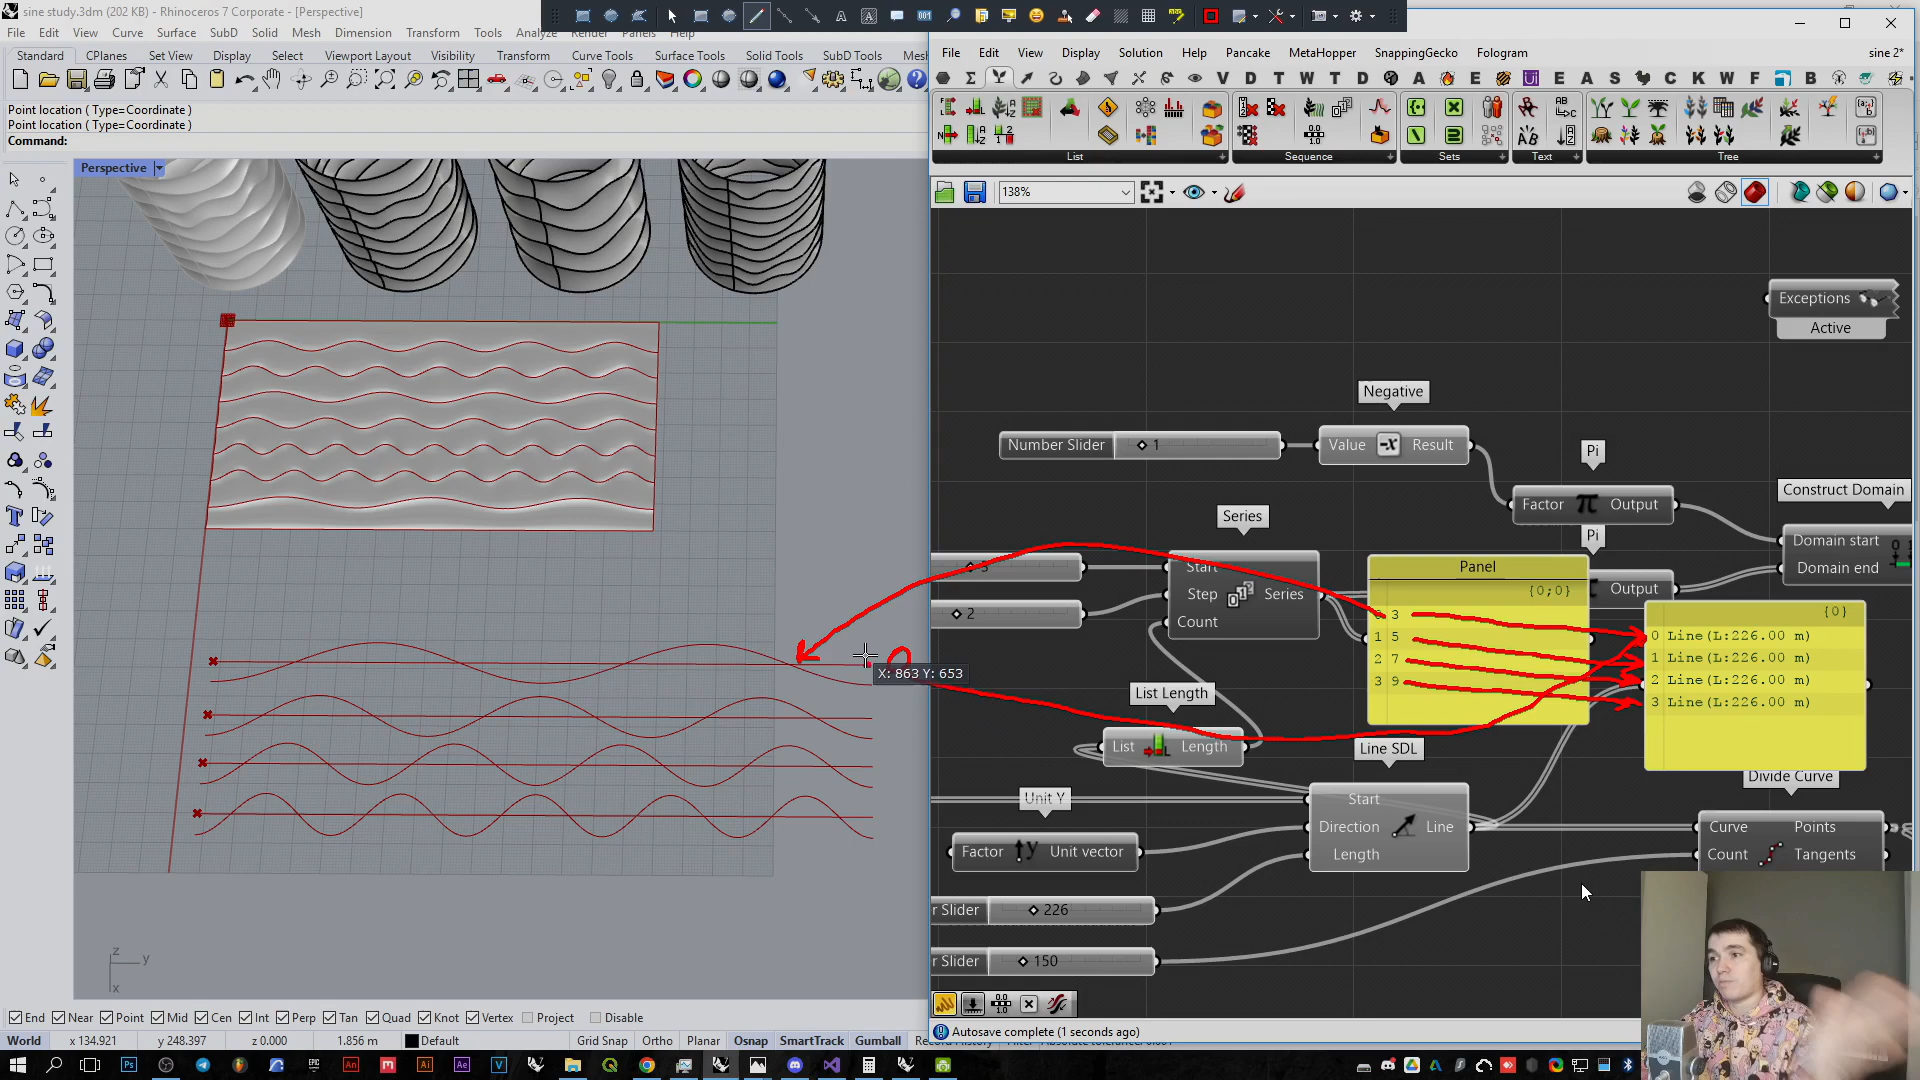 sine study.3dm (202 KB) - Rhinoceros 7 Corporate - [Perspective]
File Edit View Curve Surface SubD Solid Mesh Dimension Transform Tools Analyze Render Panels Help
Standard CPlanes Set View Display Select Viewport Layout Visibility Transform Curve Tools Surface Tools Solid Tools SubD Tools Mesh
Point location ( Type=Coordinate )
Point location ( Type=Coordinate )
Command:
Perspective
X: 863 Y: 653
z
y
x
End Near Point Mid Cen Int Perp Tan Quad Knot Vertex Project Disable
World x 134.921 y 248.397 z 0.000 1.856 m Default Grid Snap Ortho Planar Osnap SmartTrack Gumball
File Edit View Display Solution Help Pancake MetaHopper SnappingGecko Fologram sine 2*
List Sequence Sets Text Tree
138%
Exceptions
Active
Negative
Number Slider 1
Value -x Result
Pi
Factor π Output
Construct Domain
Domain start
Domain end
Pi
Output
Series
Start
Step
Count
Series
2
Panel
{0;0}
3
1 5
2 7
3 9
{0}
0 Line(L:226.00 m)
1 Line(L:226.00 m)
2 Line(L:226.00 m)
3 Line(L:226.00 m)
List Length
List Length
Line SDL
Start
Direction
Length
Line
Unit Y
Factor Unit vector
Divide Curve
Curve Points
Count Tangents
r Slider 226
r Slider 150
Autosave complete (1 seconds ago)